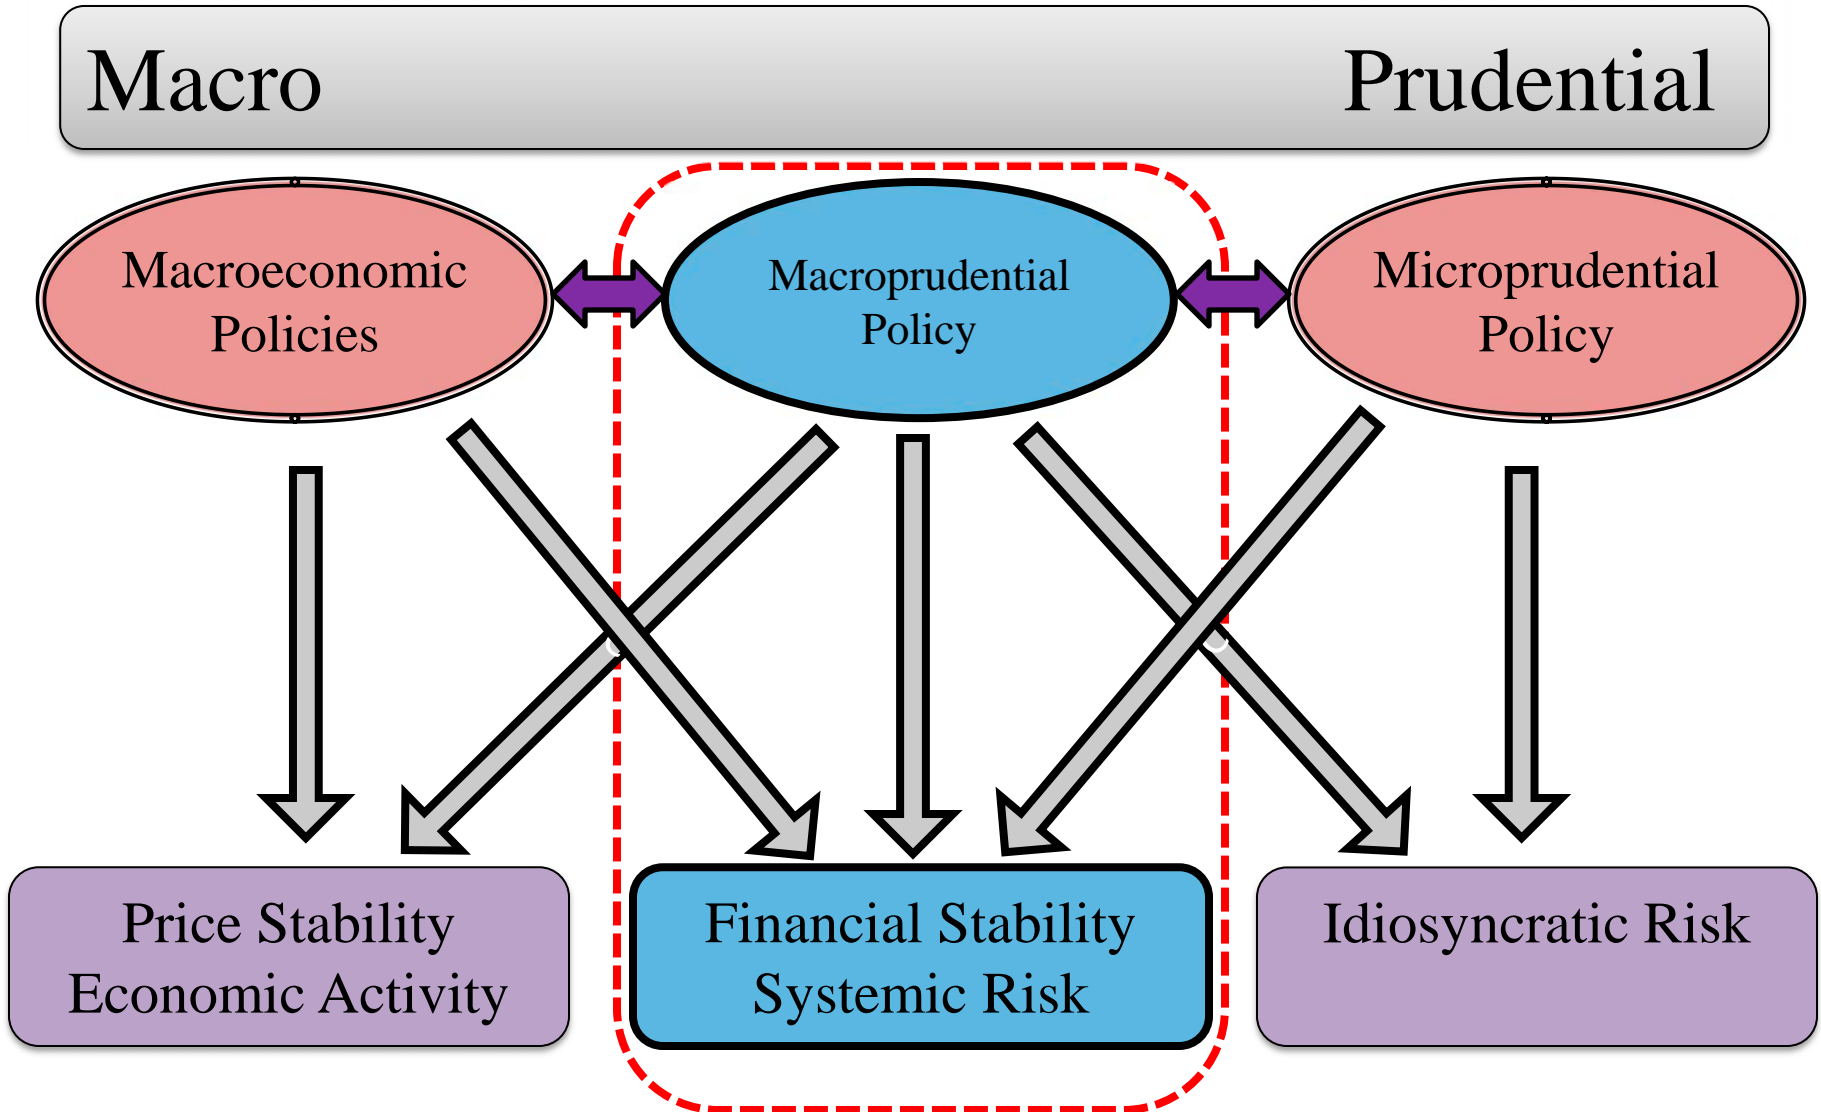 Macro Prudential
Macroeconomic
Policies
Macroprudential
Policy
Microprudential
Policy
Price Stability
Economic Activity
Financial Stability
Systemic Risk
Idiosyncratic Risk